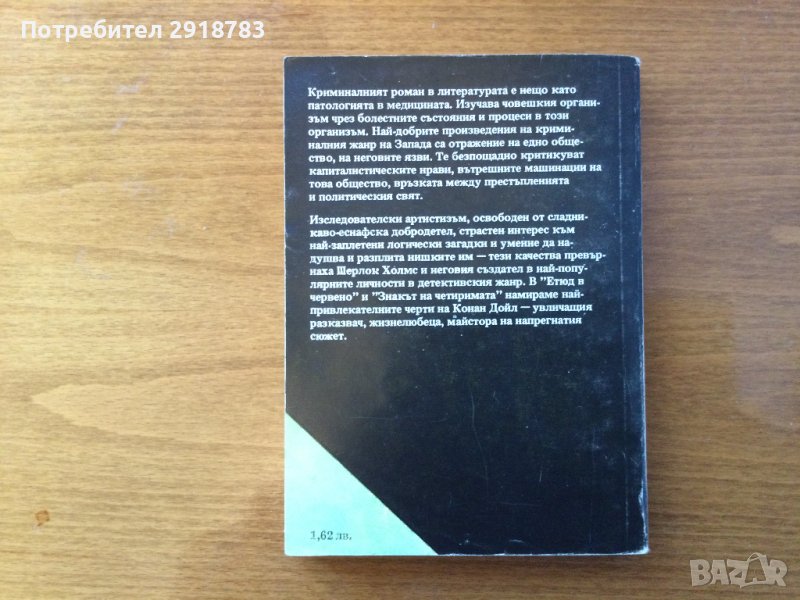 Потребител 2918783
Криминалният роман в литературата е нещо като
патологията в медицината. Изучава човешкия органи-
зъм чрез болестните състояния и процеси в този
организъм. Най-добрите произведения на крими-
налния жанр на Запада са отражение на едно обще-
ство, на неговите язви. Те безпощадно критикуват
капиталистическите нрави, вътрешните машинации на
това общество, връзката между престъпленията
и политическия свят.
Изследователски артистизъм, освободен от сладни-
каво-еснафска добродетел, страстен интерес към
най-заплетени логически загадки и умение да на-
душва и разплита нишките им — тези качества превър-
наха Шерлок Холмс и неговия създател в най-попу-
лярните личности в детективския жанр. В "Етюд в
червено" и "Знакът на четиримата" намираме най-
привлекателните черти на Конан Дойл — увличащия
разказвач, жизнелюбеца, майстора на напрегнатия
сюжет.
1,62 лв.
BAZAR